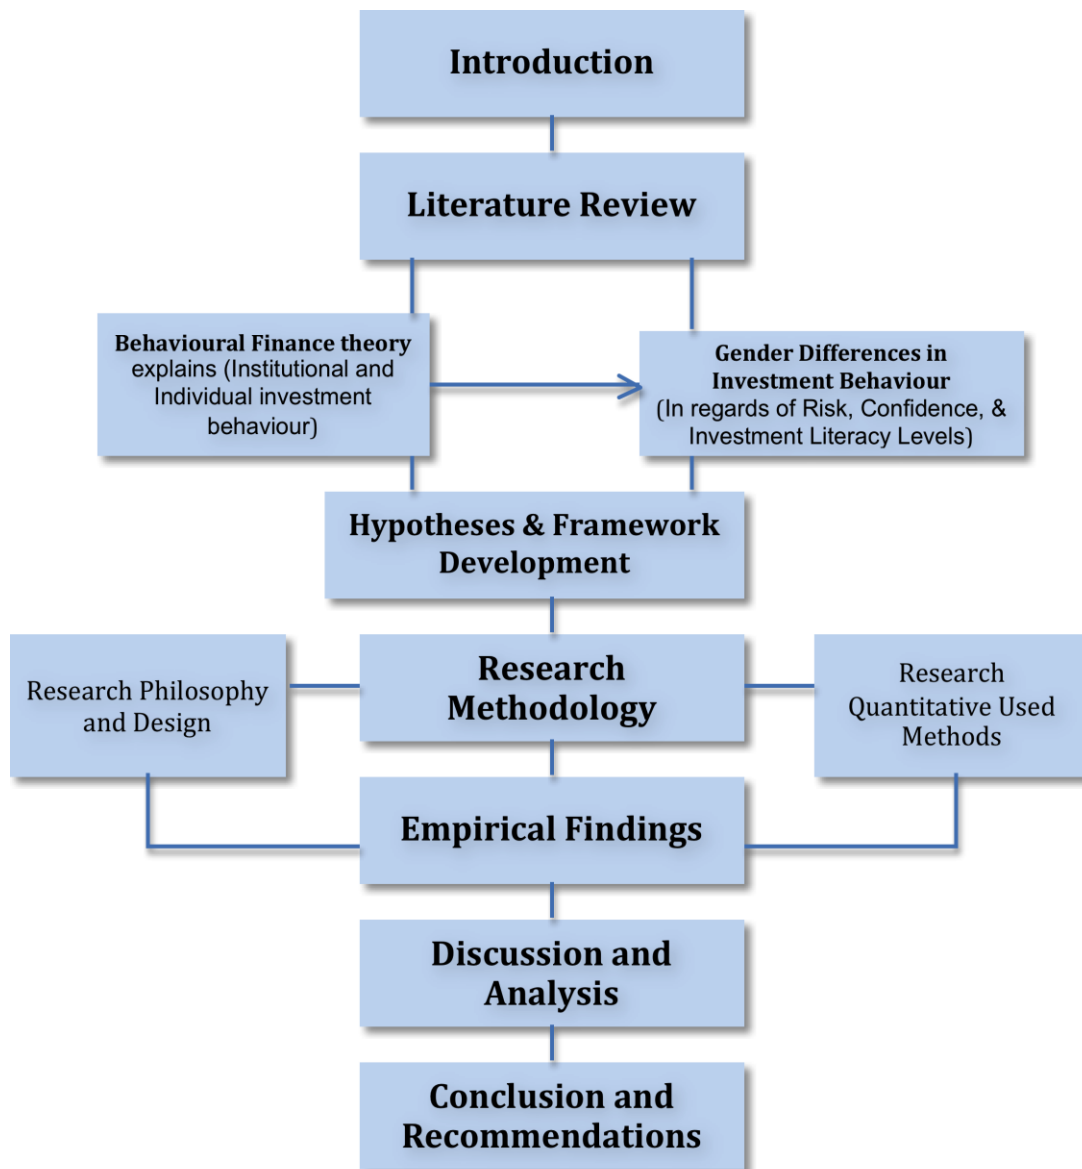 Introduction
Literature Review
Behavioural Finance theory
explains (Institutional and
Individual investment
behaviour)
Gender Differences in
Investment Behaviour
(In regards of Risk, Confidence, &
Investment Literacy Levels)
Hypotheses & Framework
Development
Research Philosophy
and Design
Research
Methodology
Research
Quantitative Used
Methods
Empirical Findings
Discussion and
Analysis
Conclusion and
Recommendations